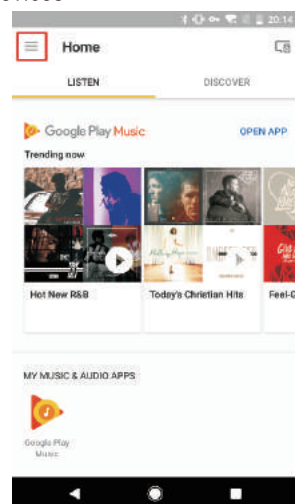 20:14
Home
LISTEN
DISCOVER
Google Play Music
OPEN APP
Trending now
Hot New R&B
Today's Christian Hits
Feel-G
MY MUSIC & AUDIO APPS
Google Play
Music